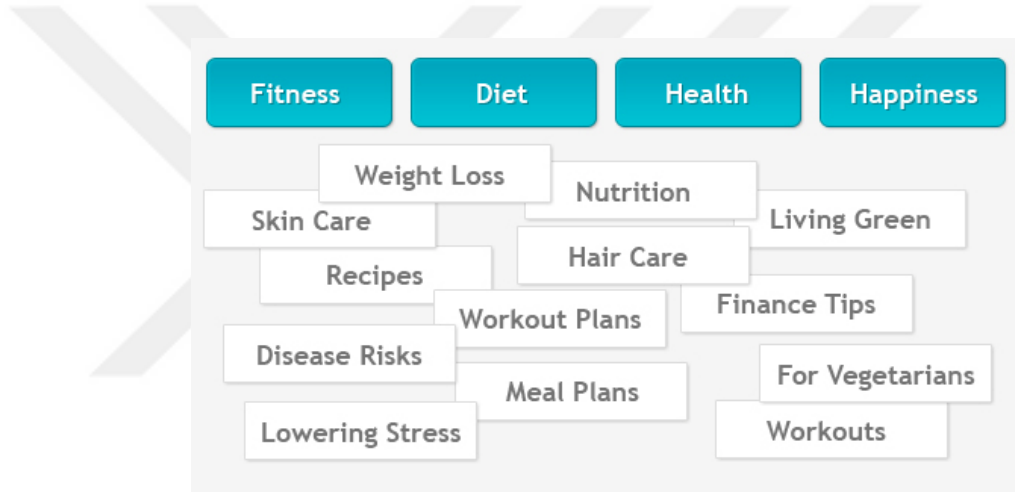 Fitness
Diet
Health
Happiness
Weight Loss
Nutrition
Skin Care
Living Green
Hair Care
Recipes
Finance Tips
Workout Plans
Disease Risks
For Vegetarians
Meal Plans
Lowering Stress
Workouts